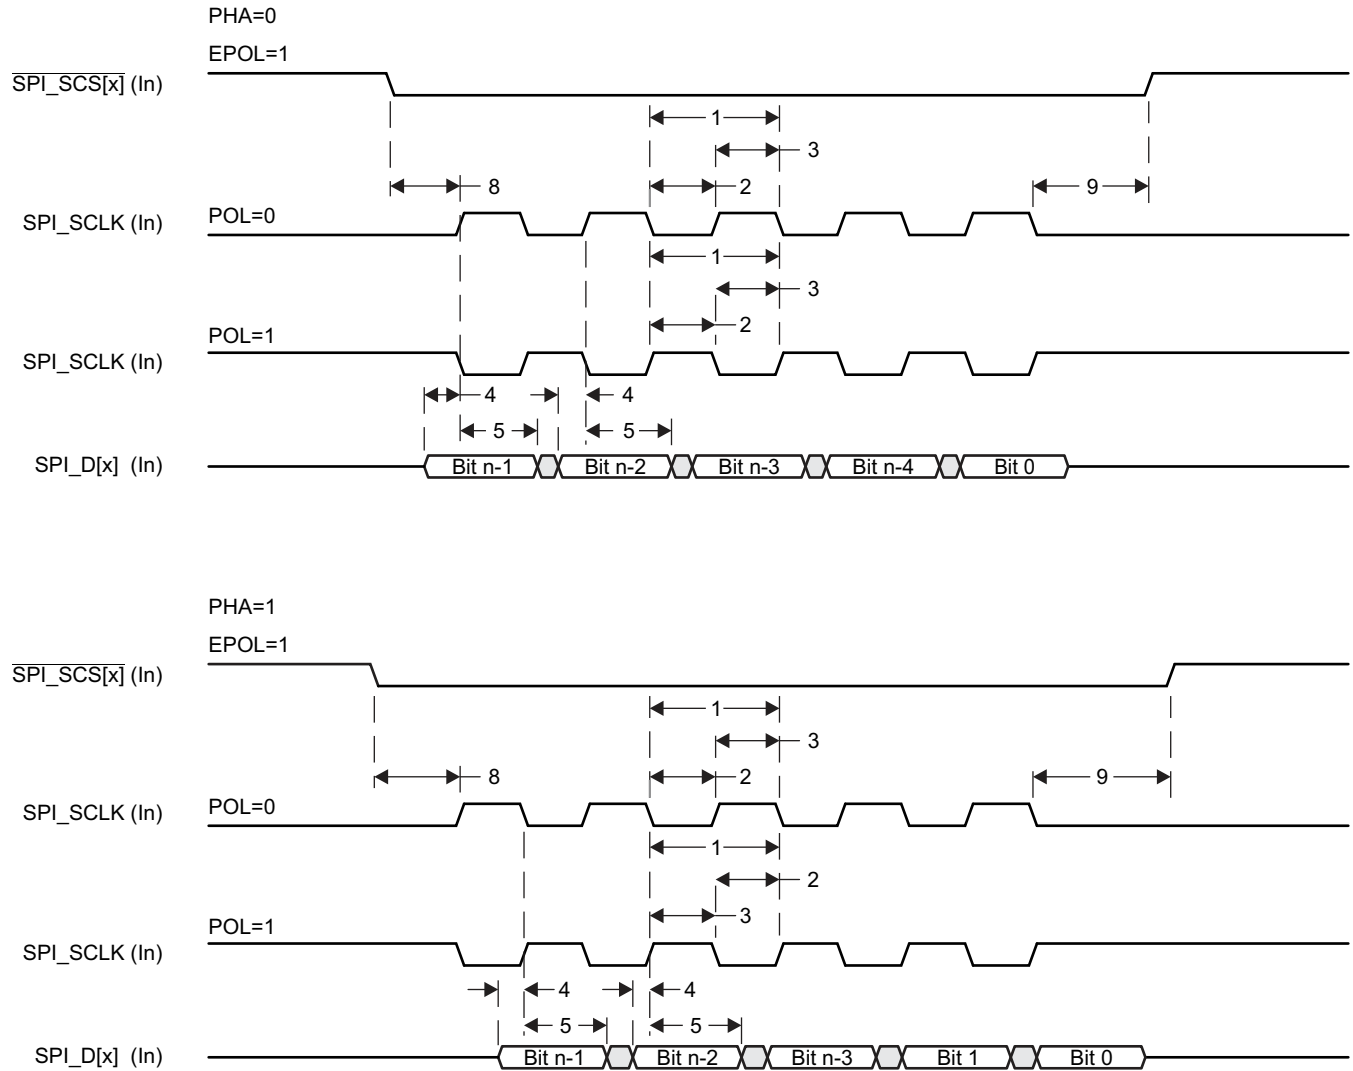 PHA=0
EPOL=1
SPI_SCS[x] (In)
1
3
8
2
9
POL=0
SPI_SCLK (In)
1
3
2
POL=1
SPI_SCLK (In)
4
4
5
5
SPI_D[x] (In)
Bit n-1
Bit n-2
Bit n-3
Bit n-4
Bit 0
PHA=1
EPOL=1
SPI_SCS[x] (In)
1
3
8
2
9
POL=0
SPI_SCLK (In)
1
2
3
POL=1
SPI_SCLK (In)
4
4
5
5
SPI_D[x] (In)
Bit n-1
Bit n-2
Bit n-3
Bit 1
Bit 0